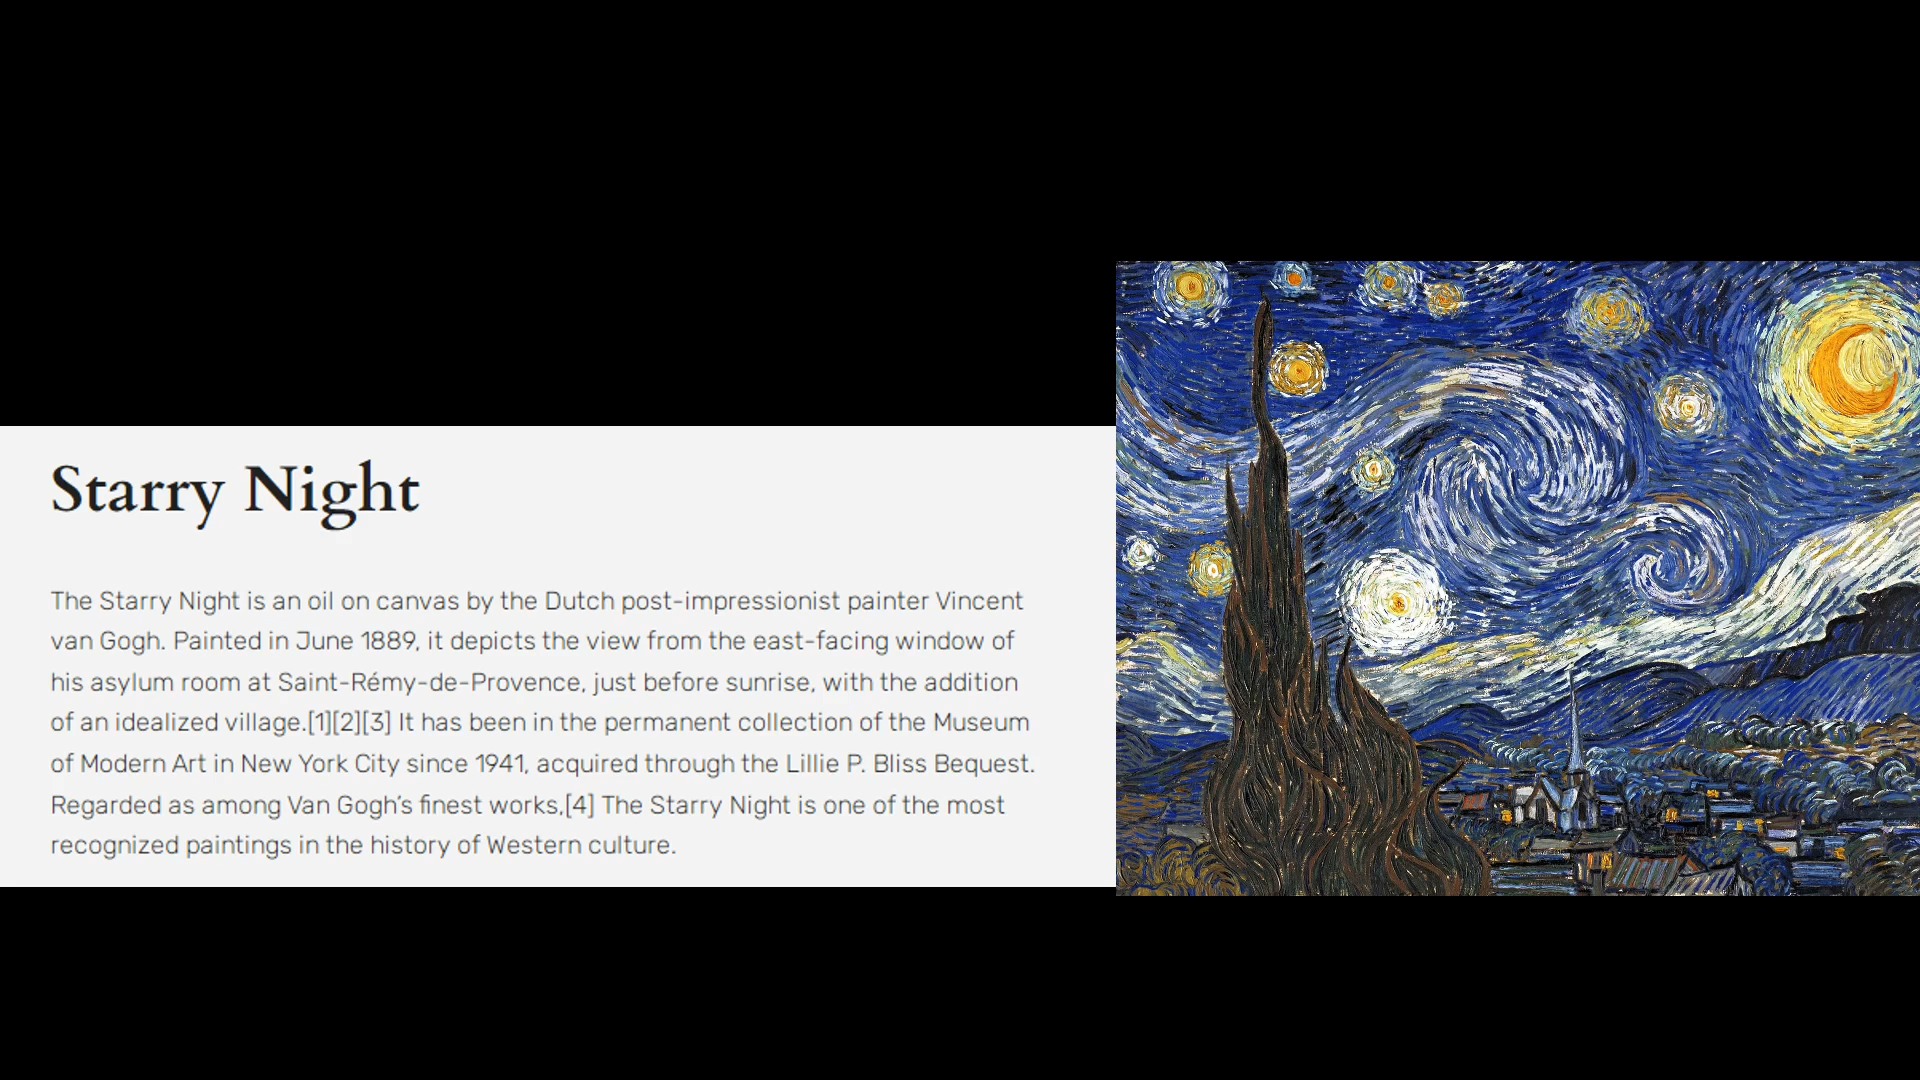 Starry Night
The Starry Night is an oil on canvas by the Dutch post-impressionist painter Vincent
van Gogh. Painted in June 1889, it depicts the view from the east-facing window of
his asylum room at Saint-Rémy-de-Provence, just before sunrise, with the addition
of an idealized village.[1][2][3] It has been in the permanent collection of the Museum
of Modern Art in New York City since 1941, acquired through the Lillie P. Bliss Bequest.
Regarded as among Van Gogh’s finest works,[4] The Starry Night is one of the most
recognized paintings in the history of Western culture.